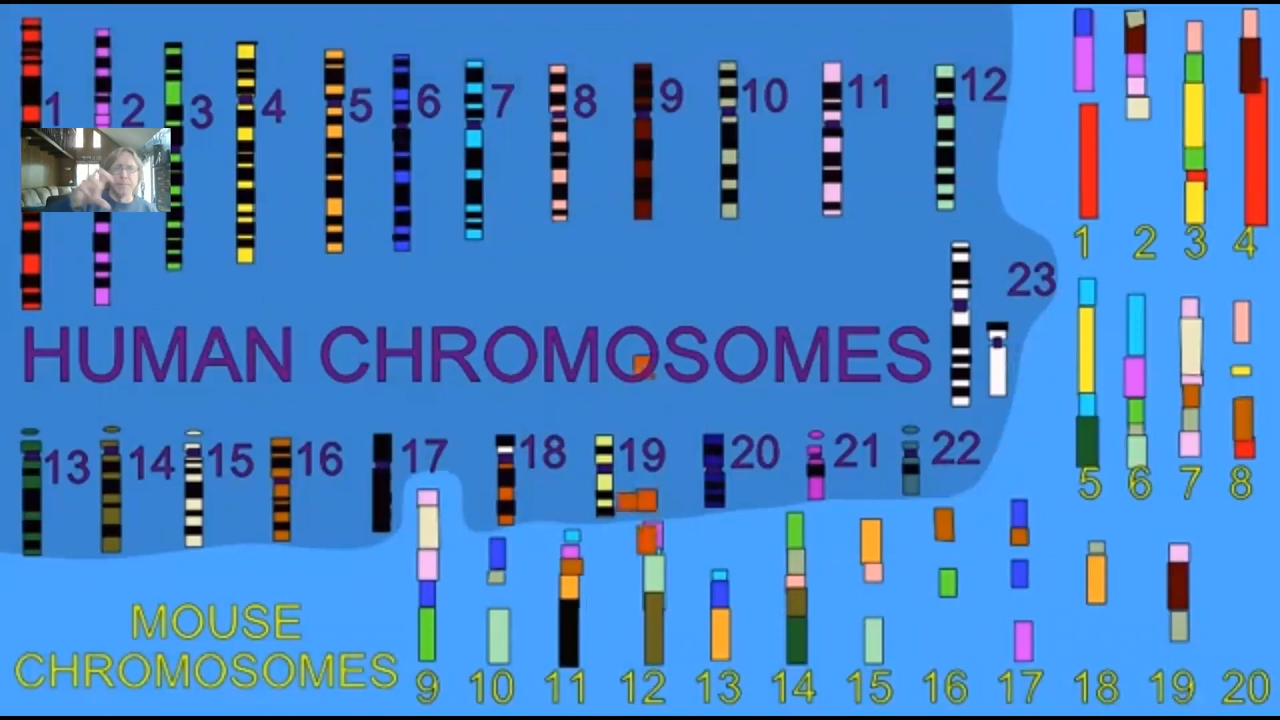 1 2 3 4 5 6 7 8 9 10 11 12
23
HUMAN CHROMOSOMES
13 14 15 16 17 18 19 20 21 22
1 2 3 4
5 6 7 8
MOUSE
CHROMOSOMES
9 10 11 12 13 14 15 16 17 18 19 20